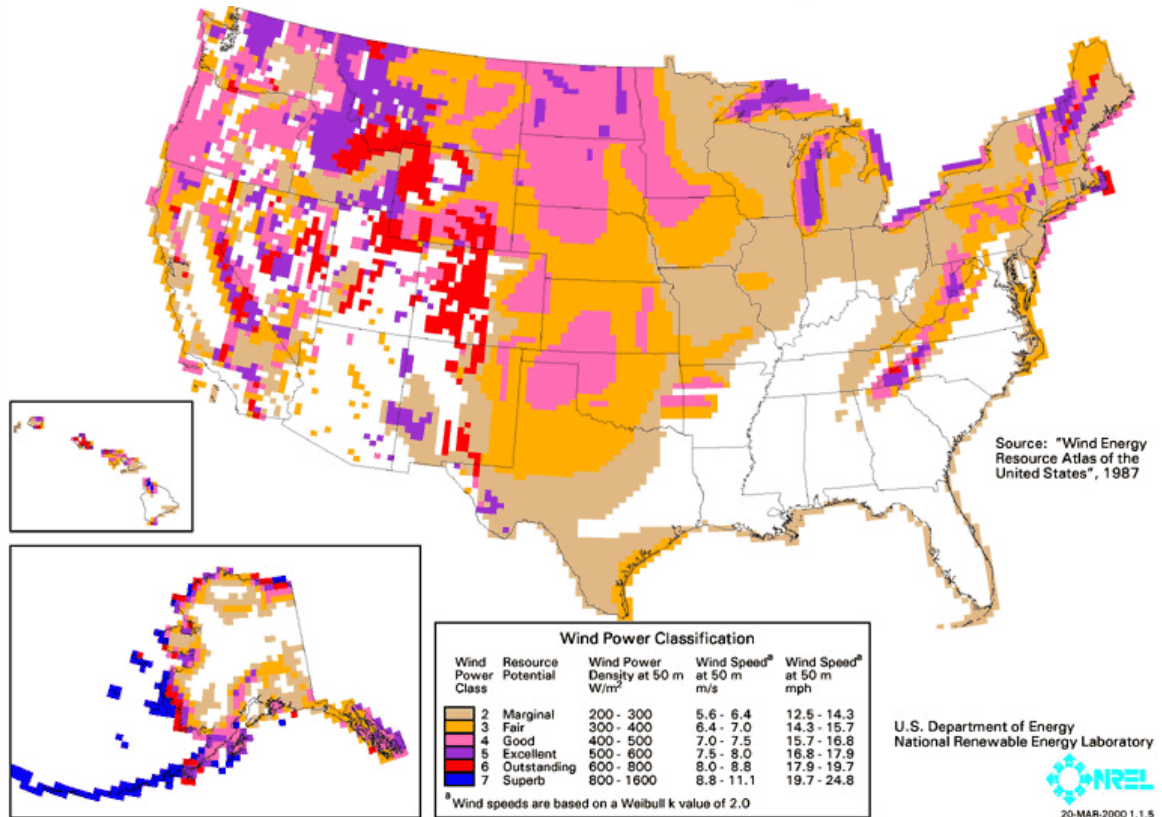 Source: "Wind Energy
Resource Atlas of the
United States", 1987
Wind Power Classification
Wind Power Class Resource Potential Wind Power Density at 50 m W/m² Wind Speedᵃ at 50 m m/s Wind Speedᵃ at 50 m mph
2 Marginal 200 - 300 5.6 - 6.4 12.5 - 14.3
3 Fair 300 - 400 6.4 - 7.0 14.3 - 15.7
4 Good 400 - 500 7.0 - 7.5 15.7 - 16.8
5 Excellent 500 - 600 7.5 - 8.0 16.8 - 17.9
6 Outstanding 600 - 800 8.0 - 8.8 17.9 - 19.7
7 Superb 800 - 1600 8.8 - 11.1 19.7 - 24.8
ᵃ Wind speeds are based on a Weibull k value of 2.0
U.S. Department of Energy
National Renewable Energy Laboratory
NREL
20-MAR-2000 1.1.5